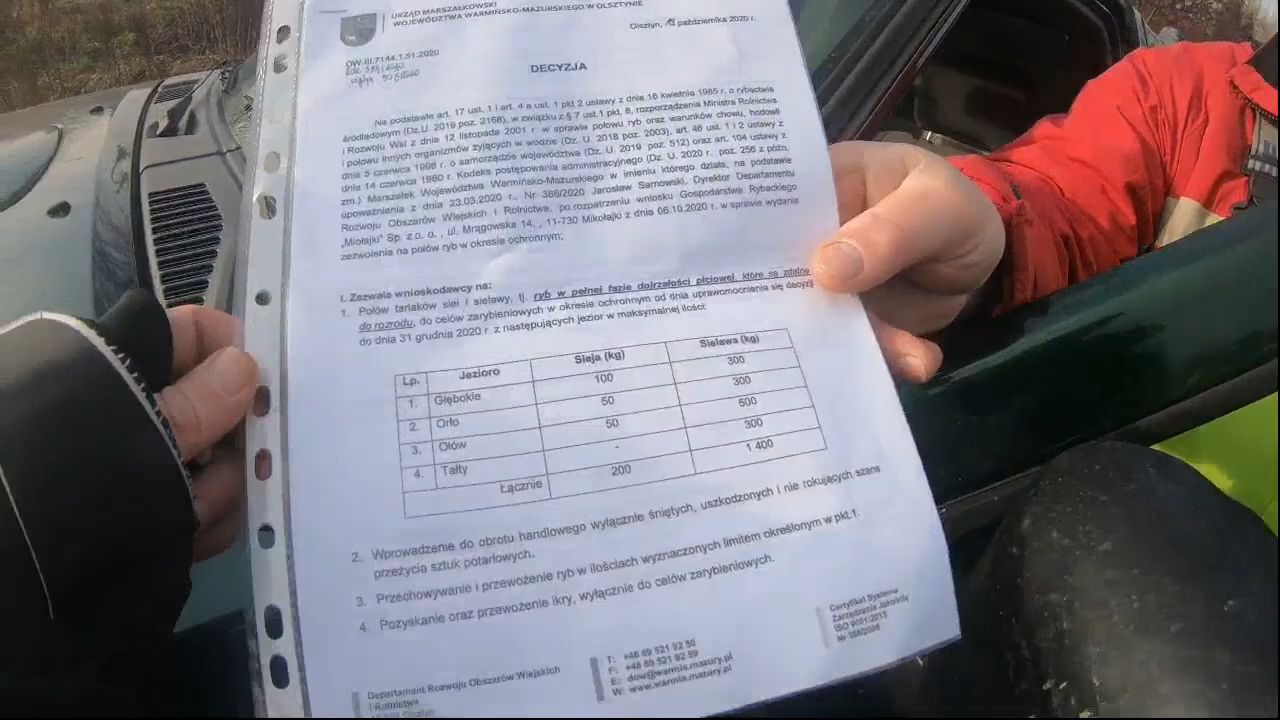 URZĄD MARSZAŁKOWSKI
WOJEWÓDZTWA WARMIŃSKO-MAZURSKIEGO W OLSZTYNIE
Olsztyn, 13 października 2020 r.
OW-III.7144.1.51.2020
DECYZJA
Na podstawie art. 17 ust. 1 i art. 4 a ust. 1 pkt 2 ustawy z dnia 18 kwietnia 1985 r. o rybactwie
śródlądowym (Dz.U. 2019 poz. 2168), w związku z § 7 ust.1 pkt. 8, rozporządzenia Ministra Rolnictwa
i Rozwoju Wsi z dnia 12 listopada 2001 r. w sprawie połowu ryb oraz warunków chowu, hodowli
i połowu innych organizmów żyjących w wodzie (Dz. U. 2018 poz. 2003), art. 46 ust. 1 i 2 ustawy z
dnia 5 czerwca 1998 r. o samorządzie województwa (Dz. U. 2019 poz. 512) oraz art. 104 ustawy z
dnia 14 czerwca 1960 r. Kodeks postępowania administracyjnego (Dz. U. 2020 r. poz. 256 z późn.
zm.) Marszałek Województwa Warmińsko-Mazurskiego w imieniu którego działa, na podstawie
upoważnienia z dnia 23.03.2020 r., Nr 386/2020 Jarosław Sarnowski, Dyrektor Departamentu
Rozwoju Obszarów Wiejskich i Rolnictwa, po rozpatrzeniu wniosku Gospodarstwa Rybackiego
„Miołajki" Sp. z o. o. , ul. Mrągowska 14, , 11-730 Mikołajki z dnia 06.10.2020 r. w sprawie wydania
zezwolenia na połów ryb w okresie ochronnym;
I. Zezwala wnioskodawcy na:
1. Połów tarlaków siei i sielawy, tj. ryb w pełnej fazie dojrzałości płciowej, które są zdalne
do rozrodu, do celów zarybieniowych w okresie ochronnym od dnia uprawomocnienia się decyzji
do dnia 31 grudnia 2020 r z następujących jezior w maksymalnej ilości:
Lp. Jezioro Sieja (kg) Sielawa (kg)
1. Głębokie 100 300
2. Orło 50 300
3. Ołów 50 500
4. Tałty - 300
Łącznie 200 1 400
2. Wprowadzenie do obrotu handlowego wyłącznie śniętych, uszkodzonych i nie rokujących szans
przeżycia sztuk potarłowych.
3. Przechowywanie i przewożenie ryb w ilościach wyznaczonych limitem określonym w pkt.1.
4. Pozyskanie oraz przewożenie ikry, wyłącznie do celów zarybieniowych.
Departament Rozwoju Obszarów Wiejskich
i Rolnictwa
T: +48 89 521 92 50
F: +48 89 521 92 59
E: dow@warmia.mazury.pl
W: www.warmia.mazury.pl
Certyfikat Systemu
Zarządzania Jakością
ISO 9001:2015